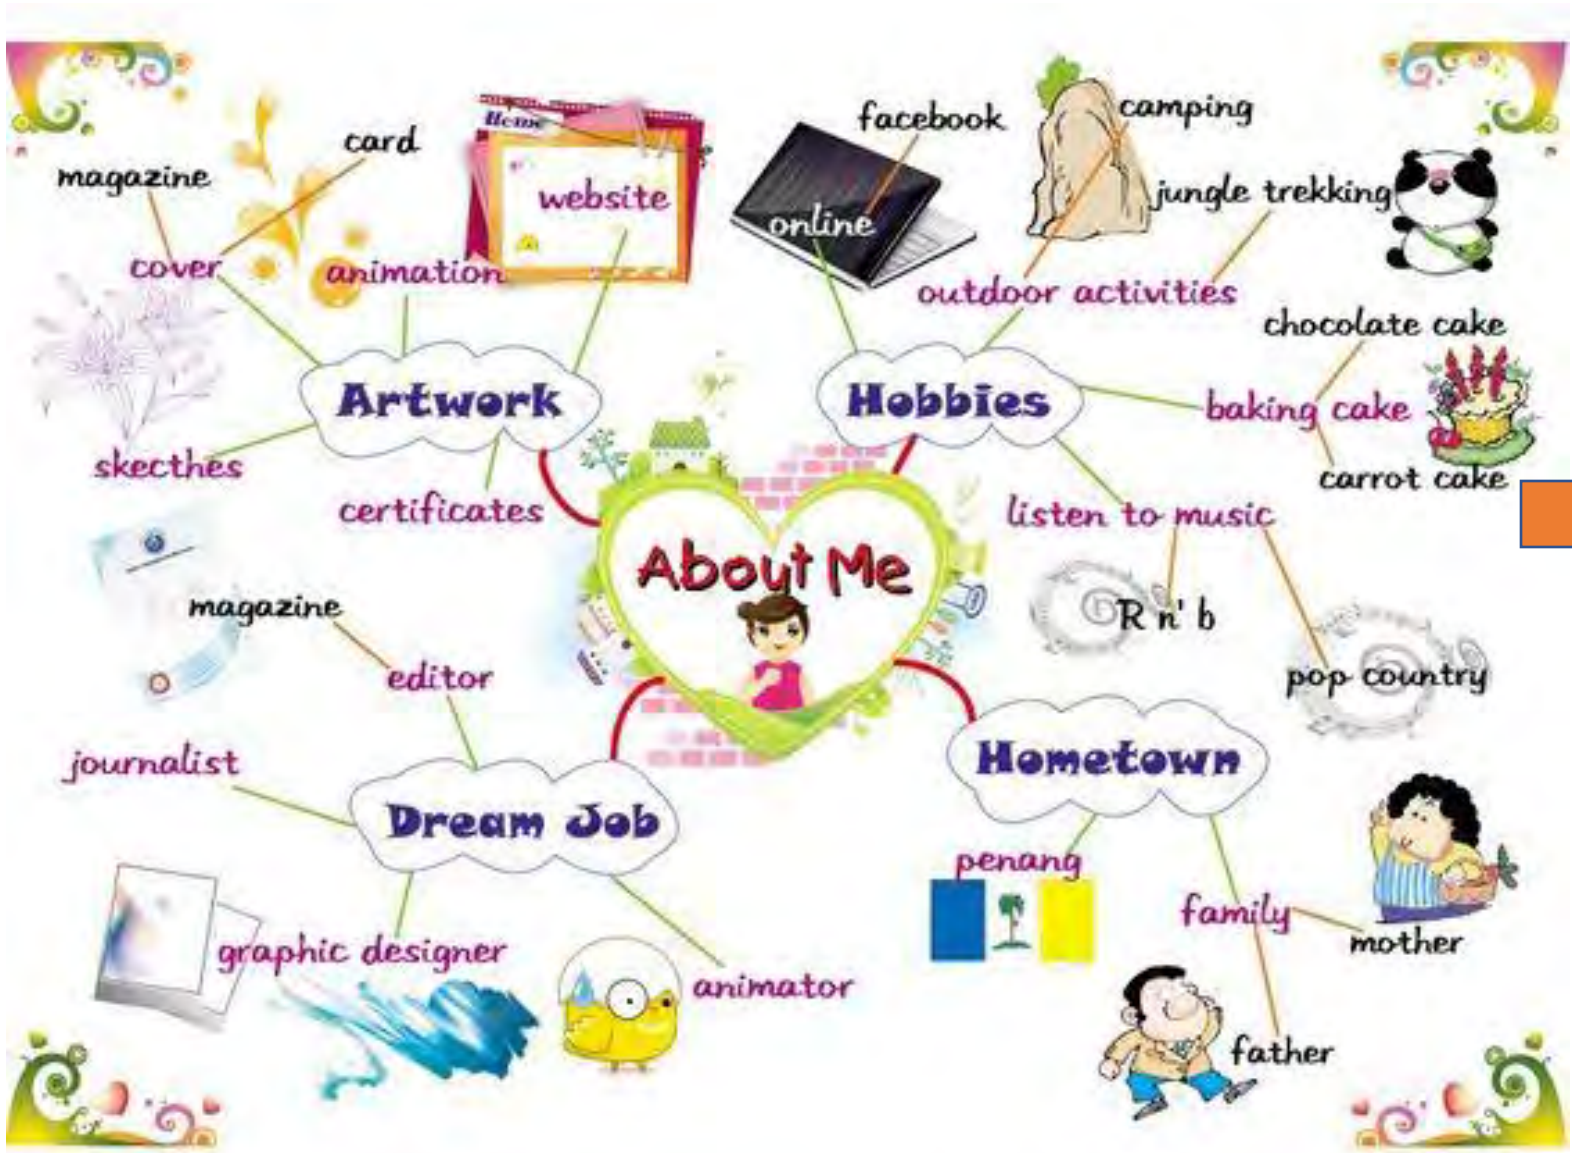 About Me
Artwork
cover
magazine
card
animation
Home
website
skecthes
certificates
Hobbies
online
facebook
outdoor activities
camping
jungle trekking
baking cake
chocolate cake
carrot cake
listen to music
R n' b
pop country
Dream Job
editor
magazine
journalist
graphic designer
animator
Hometown
penang
family
mother
father